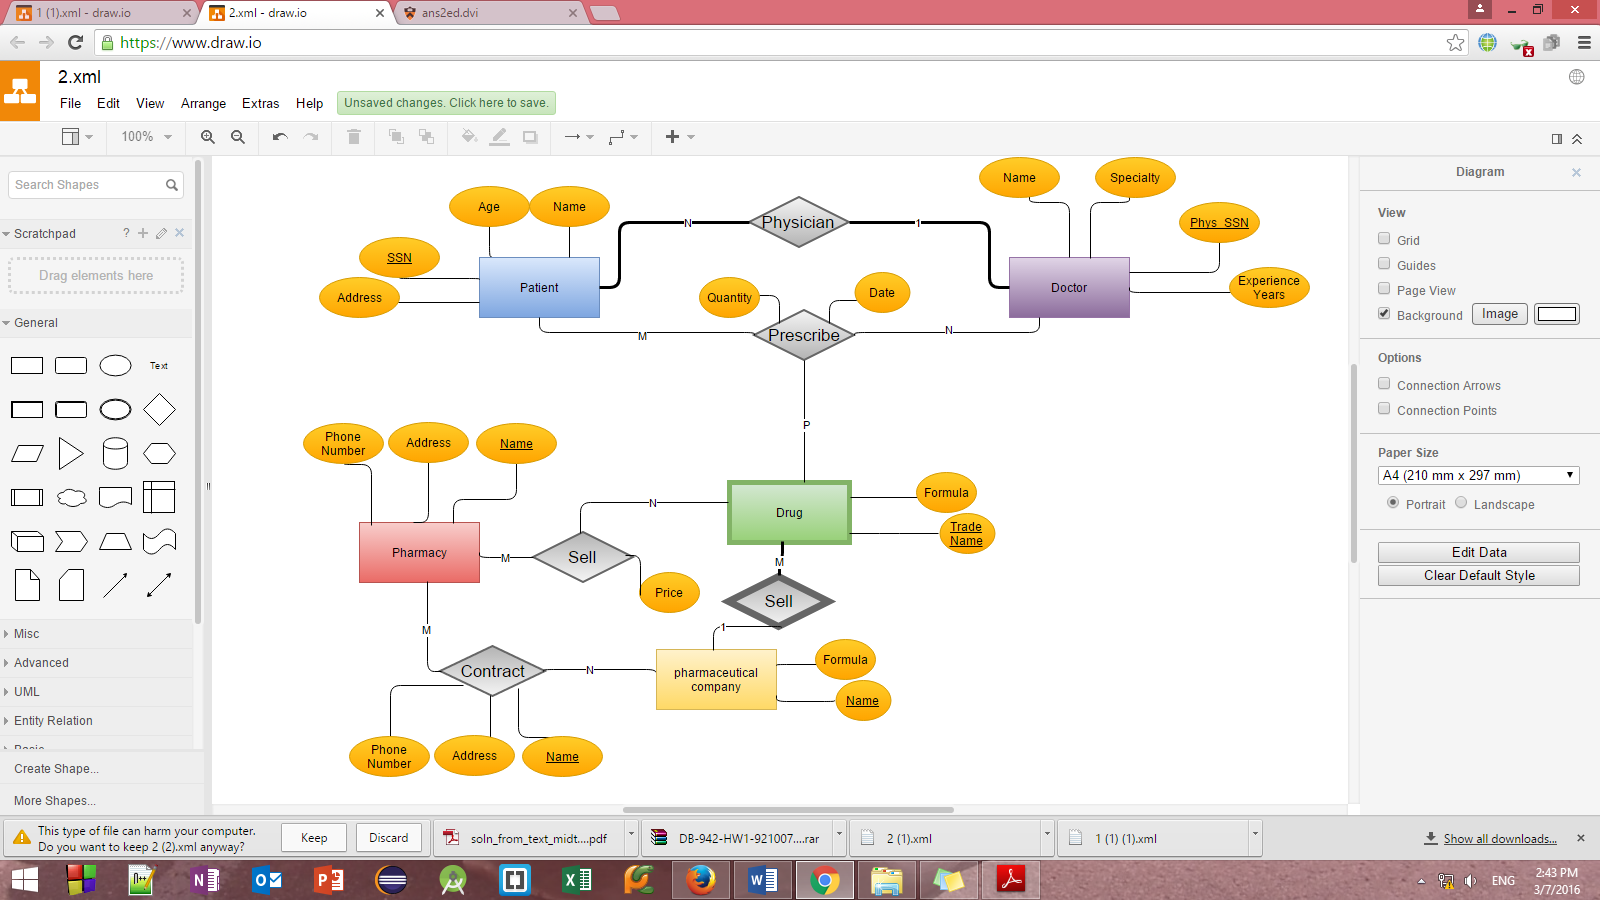 1 (1).xml - draw.io
2.xml - draw.io
ans2ed.dvi
https://www.draw.io
2.xml
File Edit View Arrange Extras Help
Unsaved changes. Click here to save.
100%
Search Shapes
Scratchpad
?
Drag elements here
General
Text
Misc
Advanced
UML
Entity Relation
Basic
Create Shape...
More Shapes...
Age
Name
SSN
Address
Patient
N
Physician
1
Name
Specialty
Phys_SSN
Experience
Years
Doctor
Quantity
Date
M
Prescribe
N
P
Phone
Number
Address
Name
Pharmacy
M
Sell
N
Price
Drug
Formula
Trade
Name
M
Sell
1
M
Contract
N
pharmaceutical
company
Formula
Name
Phone
Number
Address
Name
Diagram
View
Grid
Guides
Page View
Background
Image
Options
Connection Arrows
Connection Points
Paper Size
A4 (210 mm x 297 mm)
Portrait
Landscape
Edit Data
Clear Default Style
This type of file can harm your computer.
Do you want to keep 2 (2).xml anyway?
Keep
Discard
soln_from_text_midt....pdf
DB-942-HW1-921007....rar
2 (1).xml
1 (1) (1).xml
Show all downloads...
ENG
2:43 PM
3/7/2016